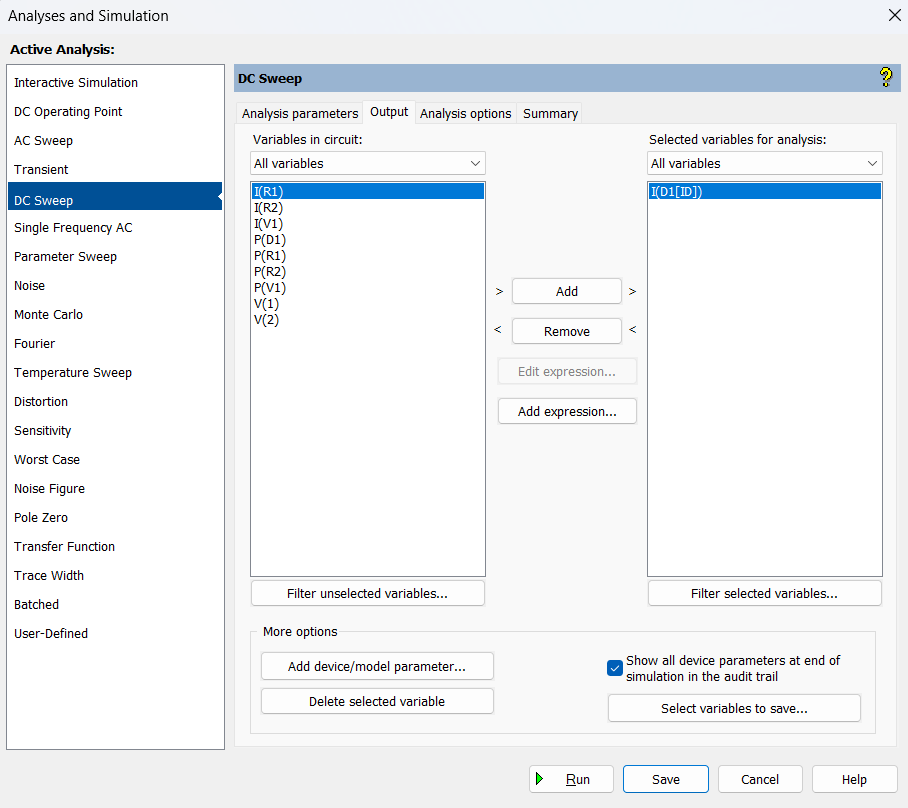 Analyses and Simulation
Active Analysis:
Interactive Simulation
DC Operating Point
AC Sweep
Transient
DC Sweep
Single Frequency AC
Parameter Sweep
Noise
Monte Carlo
Fourier
Temperature Sweep
Distortion
Sensitivity
Worst Case
Noise Figure
Pole Zero
Transfer Function
Trace Width
Batched
User-Defined
DC Sweep
?
Analysis parameters
Output
Analysis options
Summary
Variables in circuit:
All variables
I(R1)
I(R2)
I(V1)
P(D1)
P(R1)
P(R2)
P(V1)
V(1)
V(2)
Filter unselected variables...
> Add >
< Remove <
Edit expression...
Add expression...
Selected variables for analysis:
All variables
I(D1[ID])
Filter selected variables...
More options
Add device/model parameter...
Delete selected variable
Show all device parameters at end of
simulation in the audit trail
Select variables to save...
Run
Save
Cancel
Help